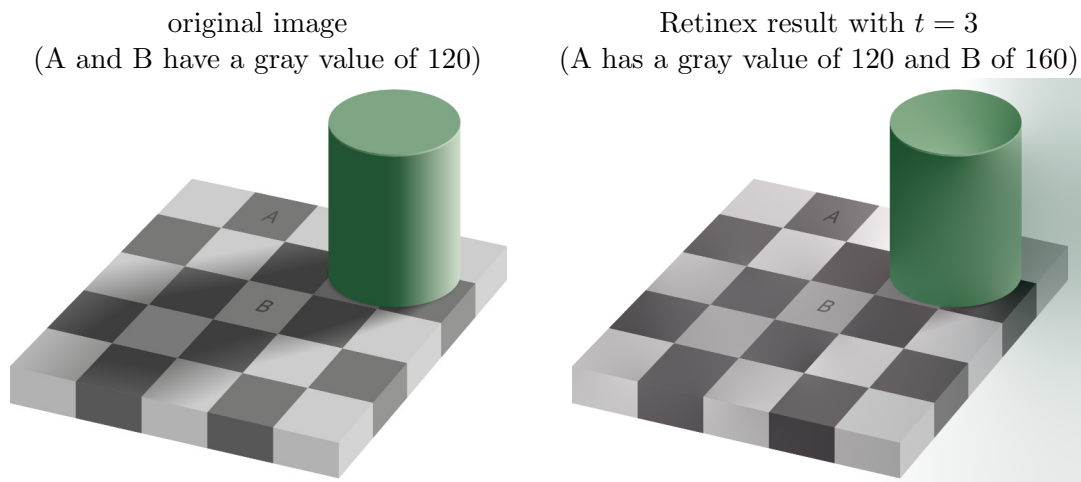 original image
(A and B have a gray value of 120)
Retinex result with t = 3
(A has a gray value of 120 and B of 160)
A
B
A
B